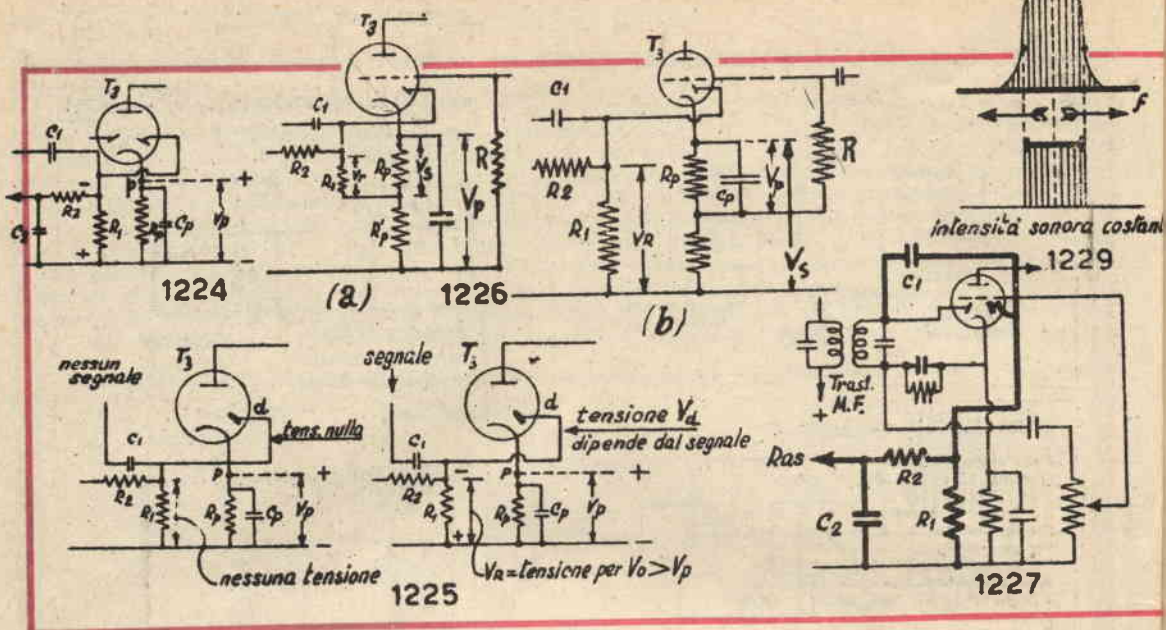 T3
C1
R2
C2
R1
P
Cp
Vp
+
-
1224
T3
C1
R2
R1
Vr
Rp
Vs
R'p
Vp
R
(a)
1226
T3
C1
R2
R1
VR
Rp
Cp
Vp
Vs
R
(b)
f
intensità sonora costant
1229
nessun
segnale
T3
C1
d
tens. nulla
R2
R1
P
Rp
Cp
Vp
+
-
nessuna tensione
segnale
T3
C1
d
tensione Vd
dipende dal segnale
R2
R1
P
Rp
Cp
Vp
+
-
VR=tensione per VD > Vp
1225
C1
Trasf.
M.F.
+
Ras
R2
C2
R1
1227